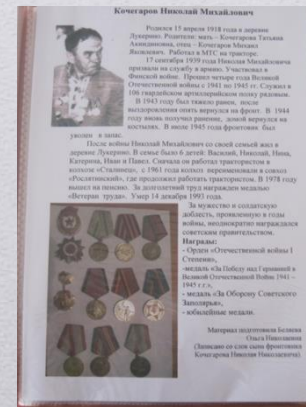 Кочегаров Николай Михайлович
Родился 15 апреля 1918 года в деревне
Лукерино. Родители: мать – Кочегарова Татьяна
отец – Кочегаров Михаил
Яковлевич. Работал в МТС на тракторе.
17 сентября 1939 года Николая Михайловича
призвали на службу в армию. Участвовал в
Финской войне. Прошел четыре года Великой
Отечественной войны с 1941 по 1945 гг. Служил в
106 гвардейском артиллерийском полку рядовым.
В 1943 году был тяжело ранен, после
выздоровления опять вернулся на фронт. В 1944
году вновь получил ранение, домой вернулся на
костылях. В июле 1945 года фронтовик был
уволен в запас.
После войны Николай Михайлович со своей семьей жил в
деревне Лукерино. В семье было 6 детей: Василий, Николай, Нина,
Катерина, Иван и Павел. Сначала он работал трактористом в
колхозе «Сталинец», с 1961 года колхоз переименовали в совхоз
«Рослятинский», где продолжил работать трактористом. В 1978 году
вышел на пенсию. За долголетний труд награжден медалью
«Ветеран труда». Умер 14 декабря 1993 года.
За мужество и солдатскую
доблесть, проявленную в годы
войны, неоднократно награждался
советским правительством.
Награды:
- Орден «Отечественной войны I
Степени»,
-медаль «За Победу над Германией в
Великой Отечественной Войне 1941 –
1945 г.г.»,
- медаль «За Оборону Советского
Заполярья»,
- юбилейные медали.
Материал подготовила Беляева
Ольга Николаевна
(Записано со слов сына фронтовика
Кочегарова Николая Николаевича).